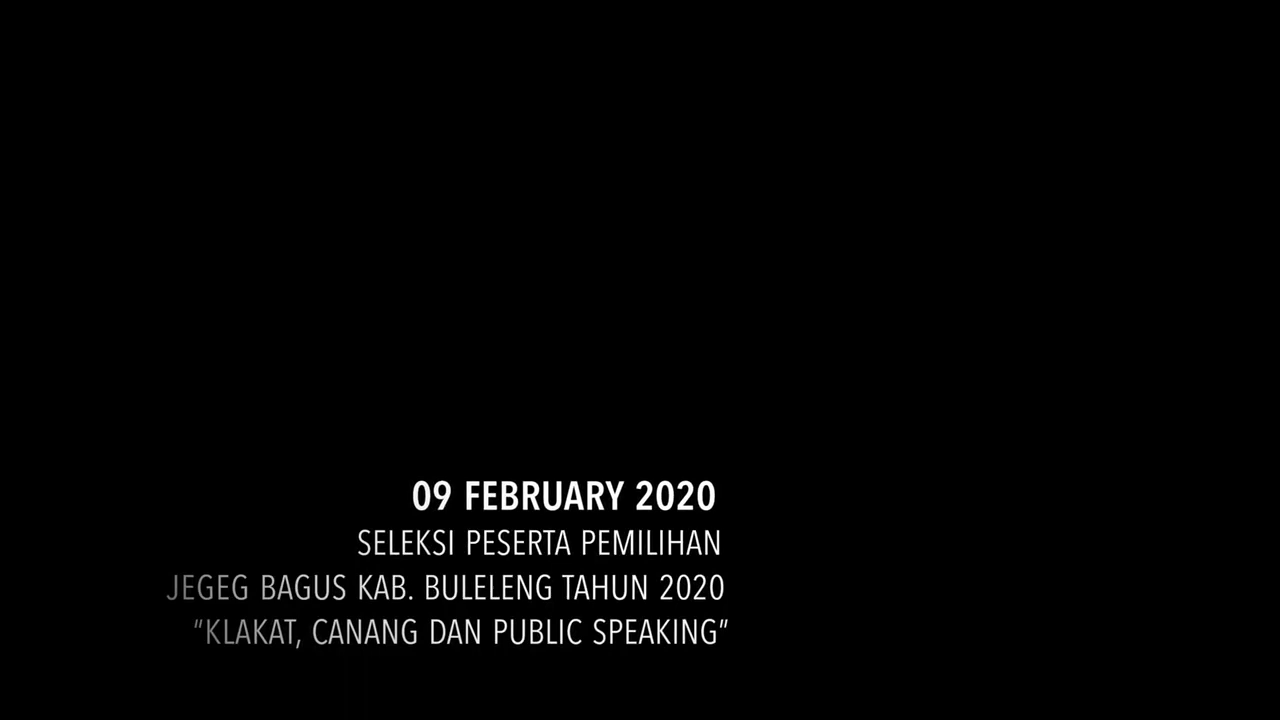 09 FEBRUARY 2020
SELEKSI PESERTA PEMILIHAN
JEGEG BAGUS KAB. BULELENG TAHUN 2020
“KLAKAT, CANANG DAN PUBLIC SPEAKING”